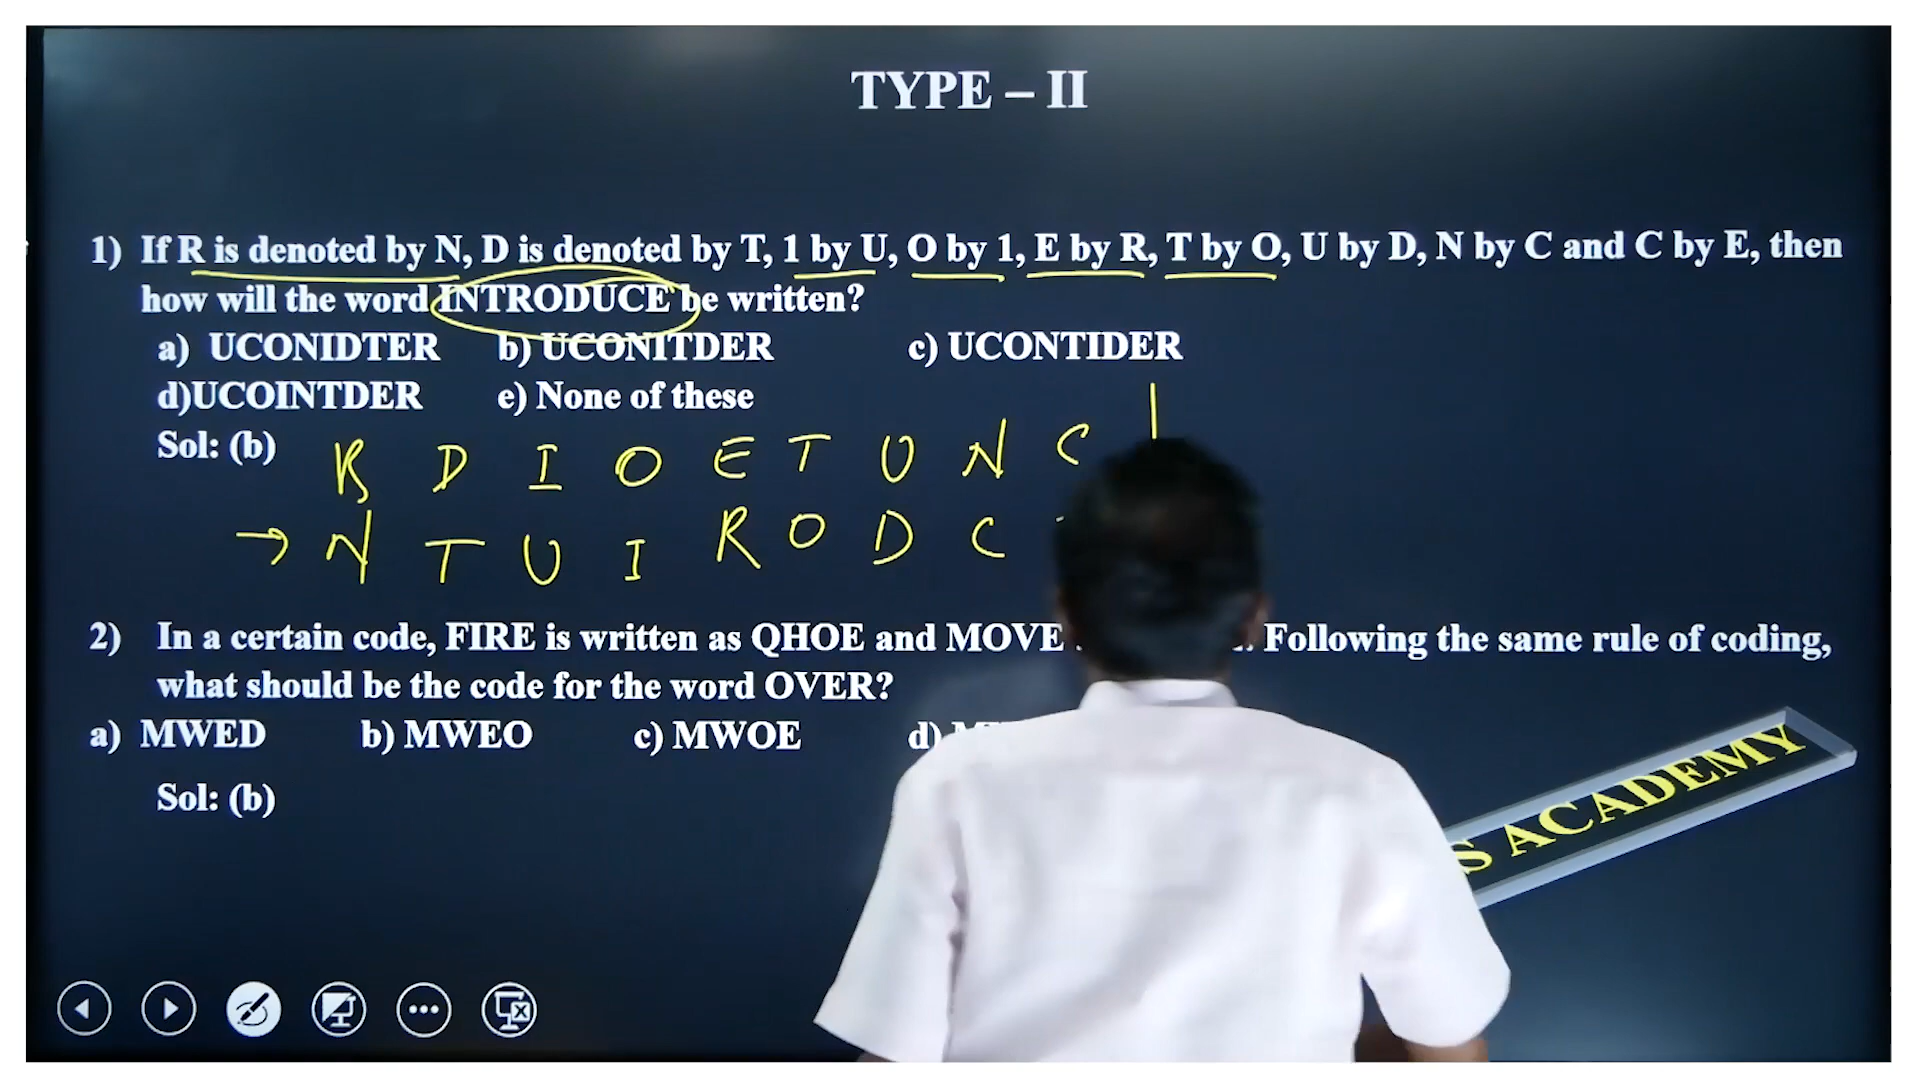 TYPE – II
1) If R is denoted by N, D is denoted by T, 1 by U, O by 1, E by R, T by O, U by D, N by C and C by E, then
how will the word INTRODUCE be written?
a) UCONIDTER b) UCONITDER c) UCONTIDER
d)UCOINTDER e) None of these
Sol: (b)
R D I O E T U N C
→ N T U I R O D C
2) In a certain code, FIRE is written as QHOE and MOVE Following the same rule of coding,
what should be the code for the word OVER?
a) MWED b) MWEO c) MWOE d)
Sol: (b)
S ACADEMY